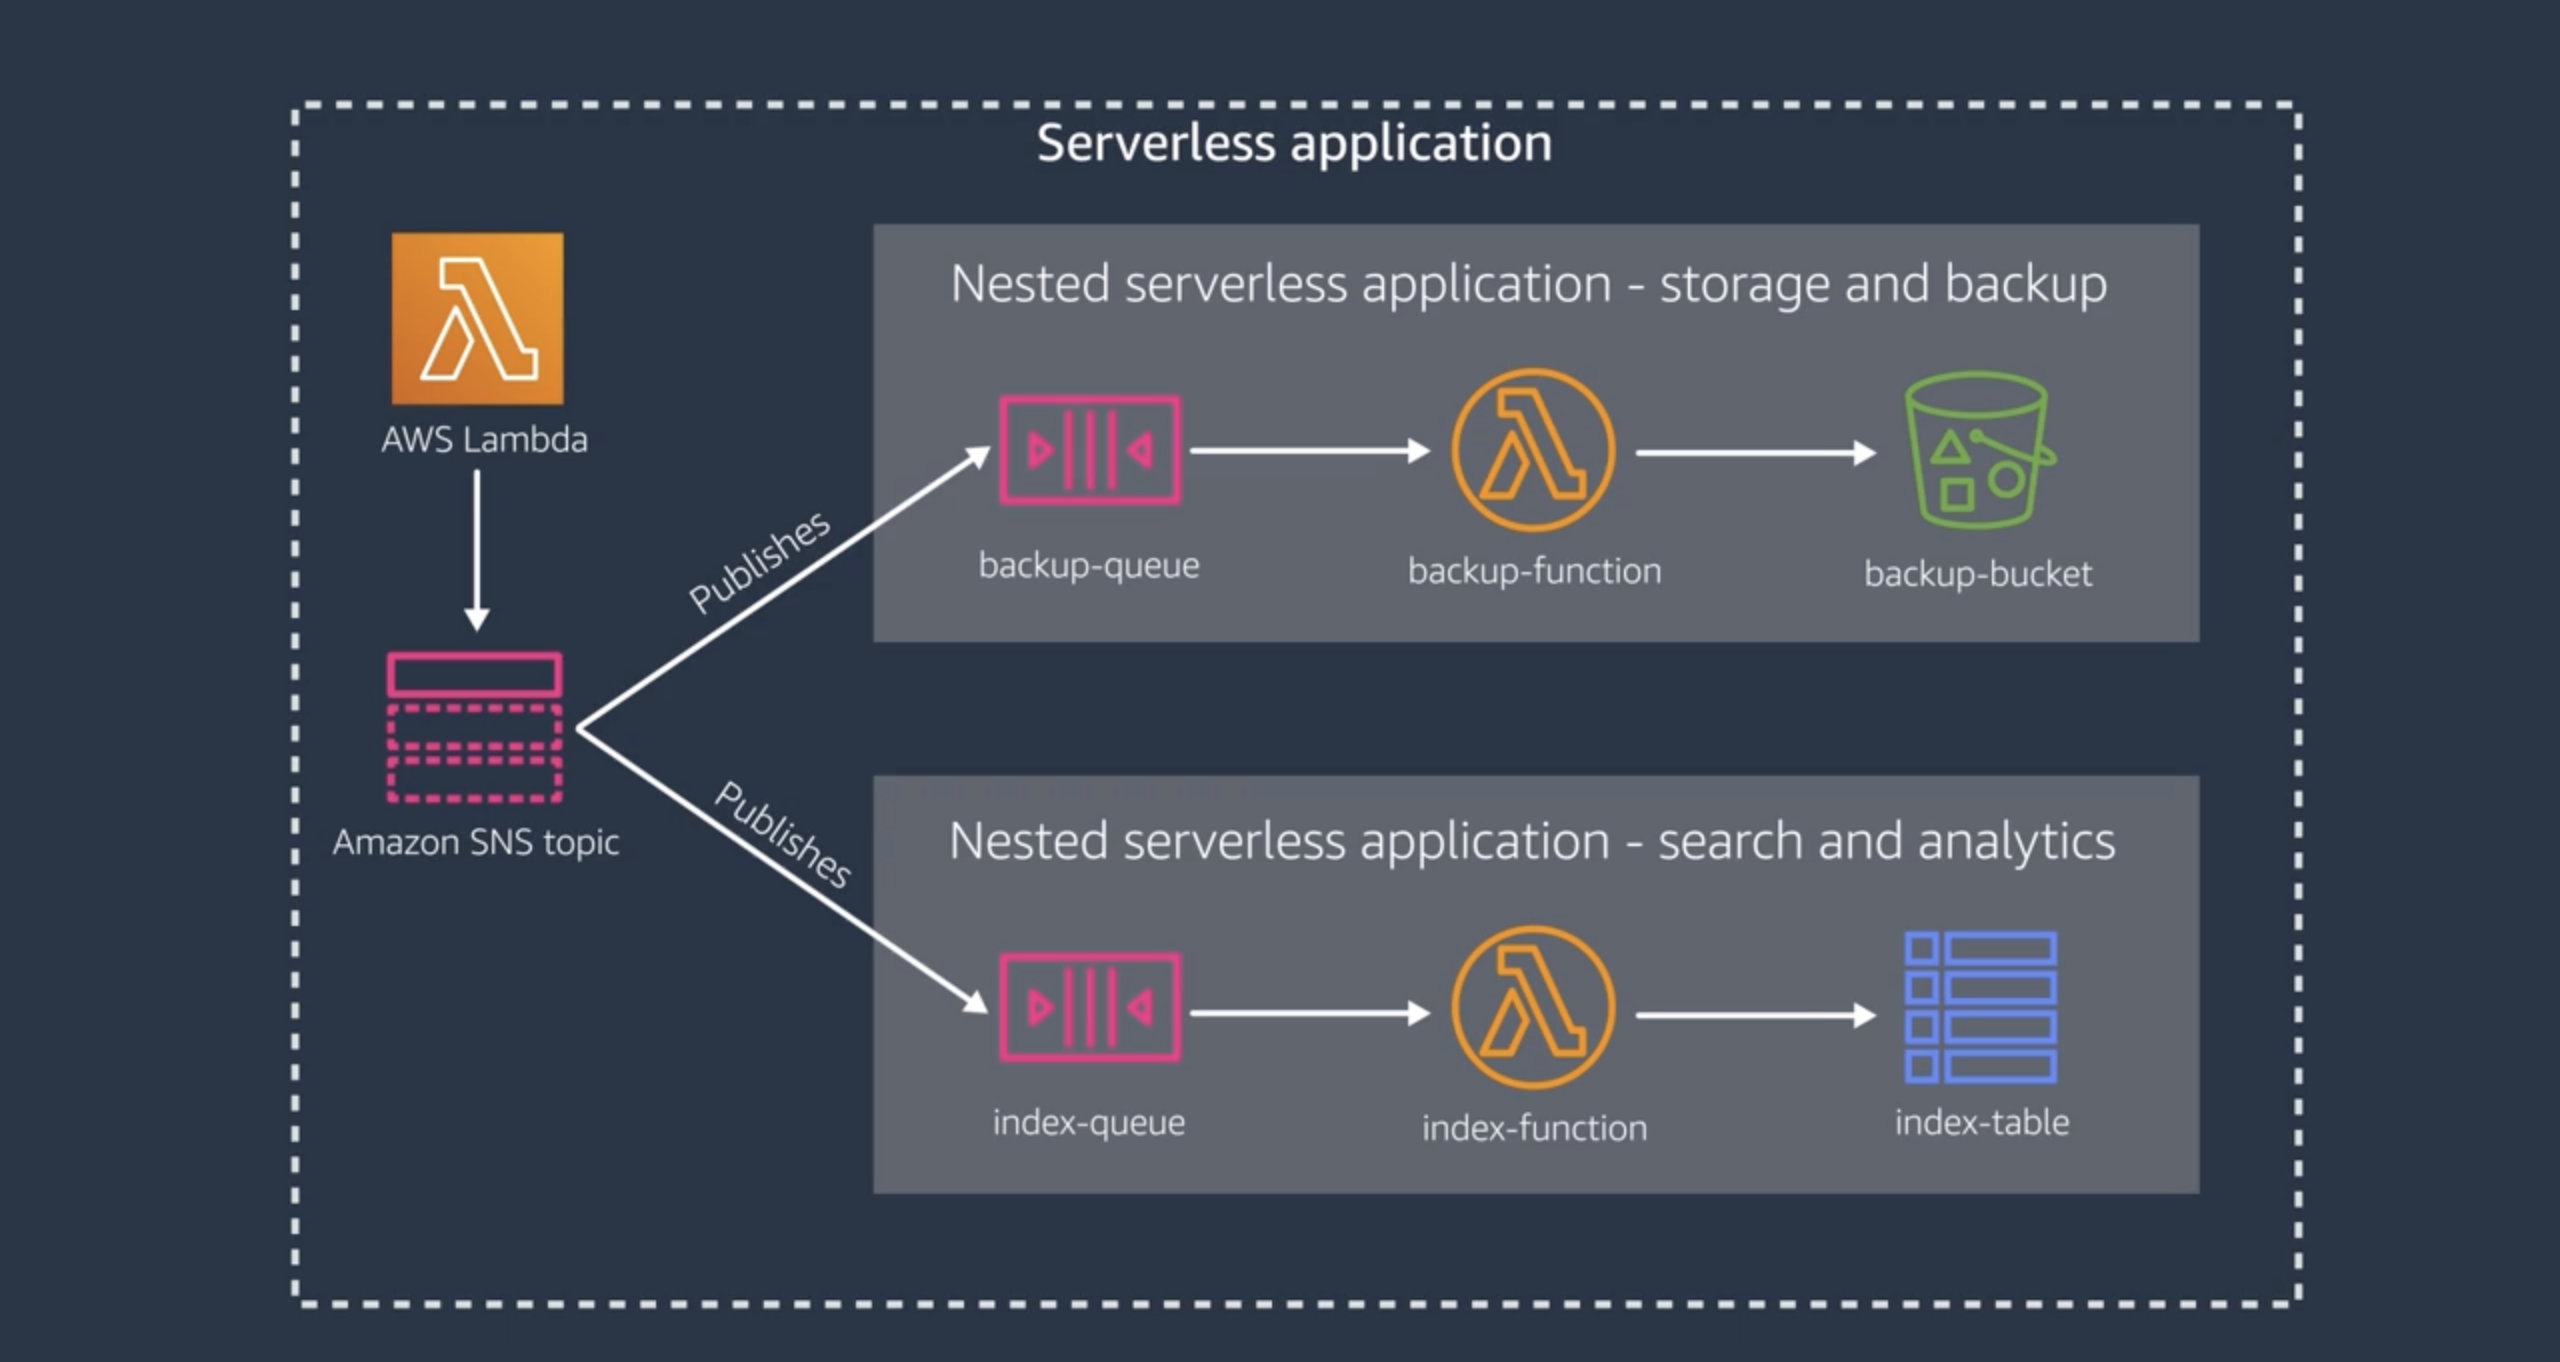 Serverless application
AWS Lambda
Amazon SNS topic
Publishes
Publishes
Nested serverless application - storage and backup
backup-queue
backup-function
backup-bucket
Nested serverless application - search and analytics
index-queue
index-function
index-table